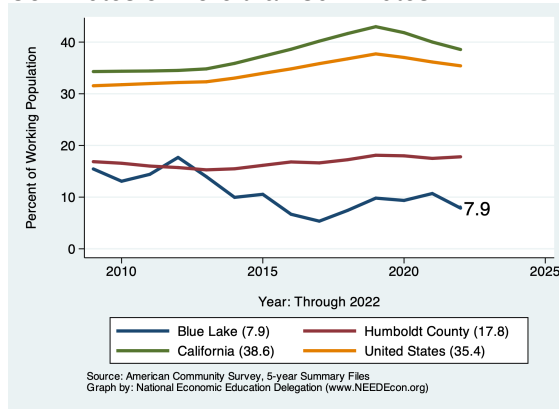 Percent of Working Population
40
30
20
10
0
7.9
2010
2015
2020
2025
Year: Through 2022
Blue Lake (7.9)
Humboldt County (17.8)
California (38.6)
United States (35.4)
Source: American Community Survey, 5-year Summary Files
Graph by: National Economic Education Delegation (www.NEEDEcon.org)